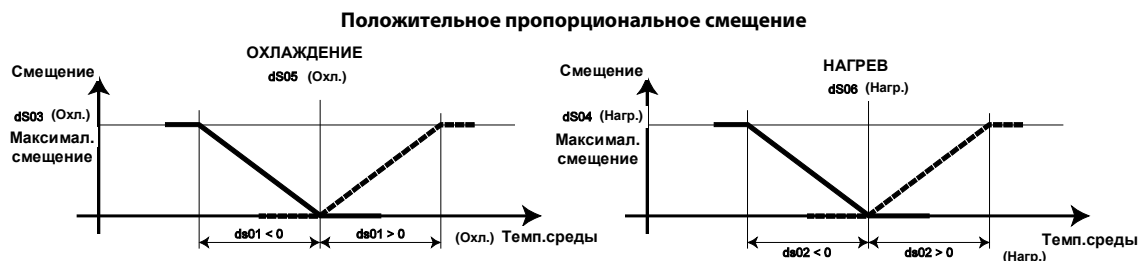 Положительное пропорциональное смещение
ОХЛАЖДЕНИЕ
Смещение
dS05 (Охл.)
dS03 (Охл.)
Максимал.
смещение
ds01 < 0
ds01 > 0
(Охл.)
Темп.среды
НАГРЕВ
Смещение
dS06 (Нагр.)
dS04 (Нагр.)
Максимал.
смещение
ds02 < 0
ds02 > 0
Темп.среды
(Нагр.)